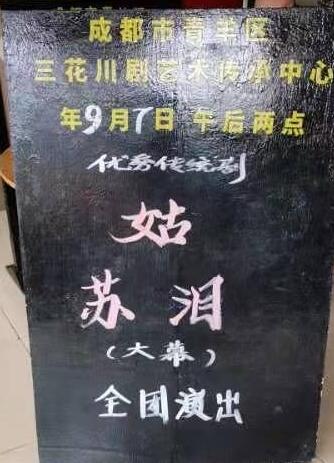 成都市青羊区
三花川剧艺术传承中心
年9月7日 午后两点
优秀传统剧
姑
苏泪
(大幕)
全团演出